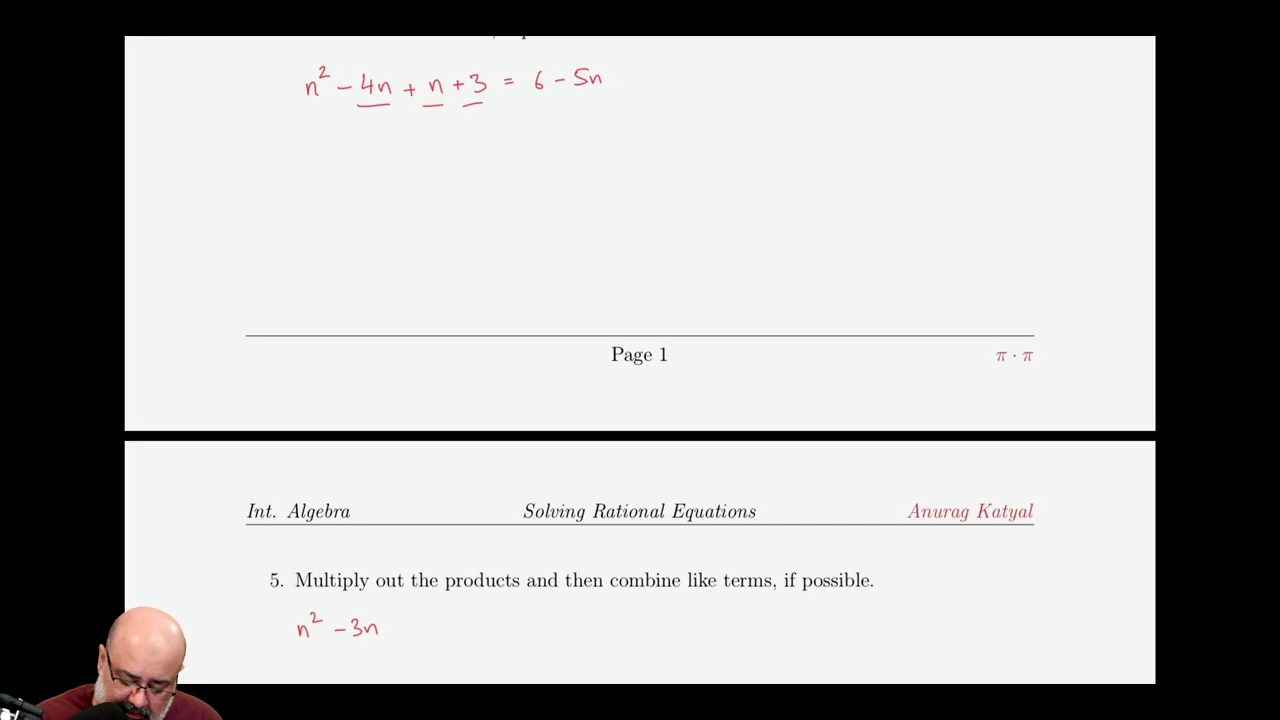 n² - 4n + n + 3 = 6 - 5n
Page 1
π · π
Int. Algebra Solving Rational Equations Anurag Katyal
5. Multiply out the products and then combine like terms, if possible.
n² - 3n